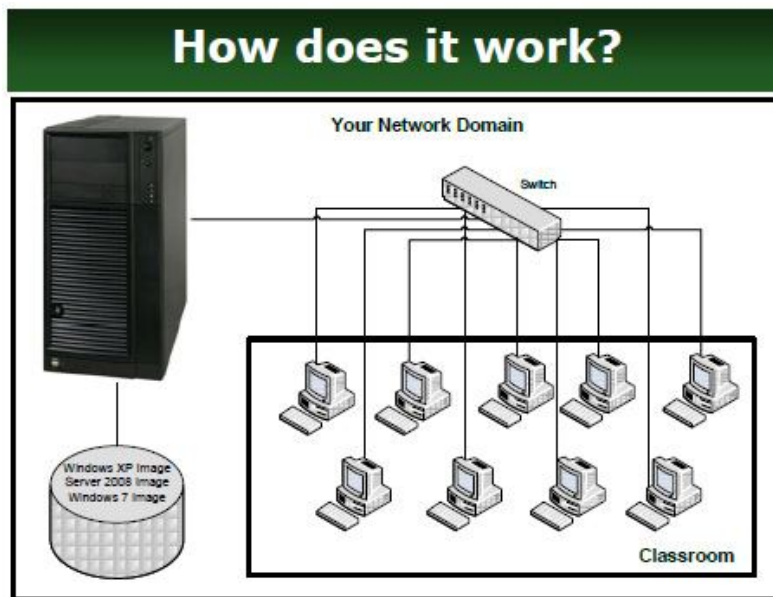 How does it work?
Your Network Domain
Switch
Windows XP Image
Server 2008 Image
Windows 7 Image
Classroom